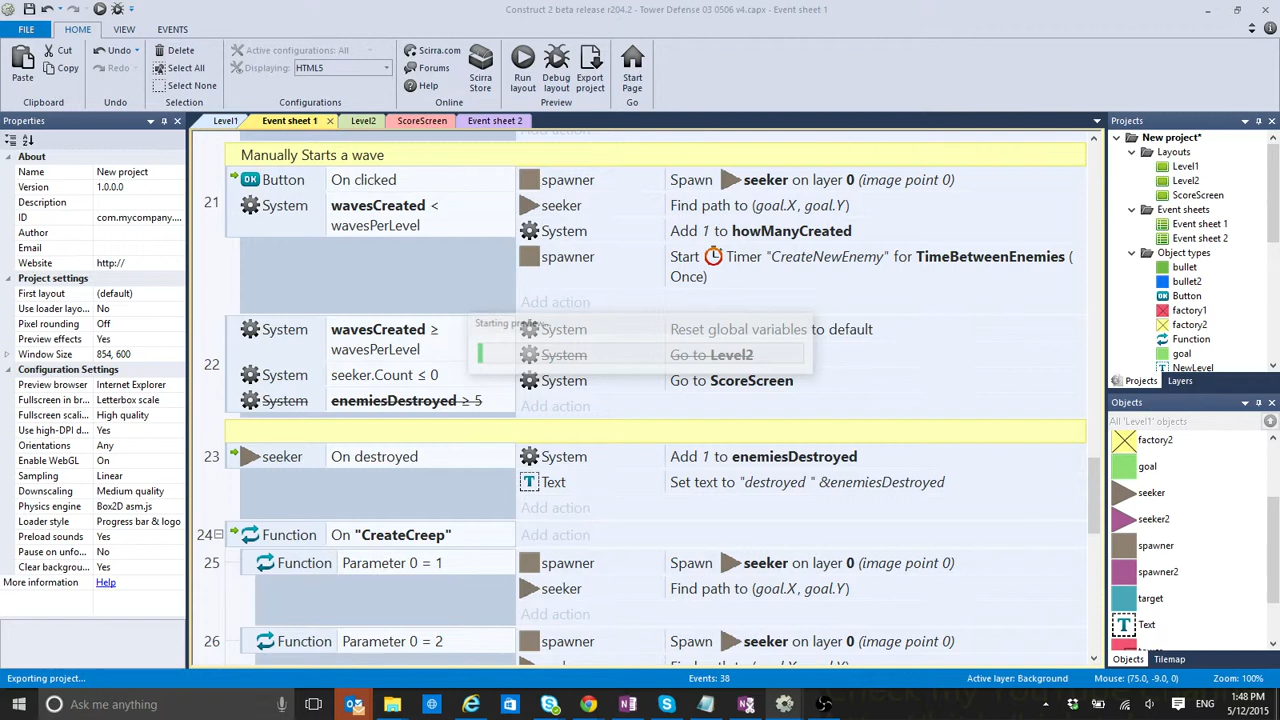 Construct 2 beta release r204.2 - Tower Defense 03 0506 v4.capx - Event sheet 1
FILE HOME VIEW EVENTS
Paste Cut Copy Undo Redo Delete Select All Select None Active configurations: All Displaying: HTML5 Scirra.com Forums Help Scirra Store Run layout Debug layout Export project Start Page
Clipboard Undo Selection Configurations Online Preview Go
Properties
About
Name New project
Version 1.0.0.0
Description
ID com.mycompany....
Author
Email
Website http://
Project settings
First layout (default)
Use loader lay... No
Pixel rounding Off
Preview effects Yes
Window Size 854, 600
Configuration Settings
Preview browser Internet Explorer
Fullscreen in br... Letterbox scale
Fullscreen scali... High quality
Use high-DPI d... Yes
Orientations Any
Enable WebGL On
Sampling Linear
Downscaling Medium quality
Physics engine Box2D asm.js
Loader style Progress bar & logo
Preload sounds Yes
Pause on unfo... No
Clear backgrou... Yes
More information Help
Level1 Event sheet 1 Level2 ScoreScreen Event sheet 2
Add action
Manually Starts a wave
21
Button On clicked
System wavesCreated < wavesPerLevel
spawner Spawn seeker on layer 0 (image point 0)
seeker Find path to (goal.X, goal.Y)
System Add 1 to howManyCreated
spawner Start Timer "CreateNewEnemy" for TimeBetweenEnemies (
Once)
Add action
Starting preview...
22
System wavesCreated ≥ wavesPerLevel
System seeker.Count ≤ 0
System enemiesDestroyed ≥ 5
System Reset global variables to default
System Go to Level2
System Go to ScoreScreen
Add action
23 seeker On destroyed
System Add 1 to enemiesDestroyed
Text Set text to "destroyed " &enemiesDestroyed
Add action
24 Function On "CreateCreep" Add action
25 Function Parameter 0 = 1
spawner Spawn seeker on layer 0 (image point 0)
seeker Find path to (goal.X, goal.Y)
Add action
26 Function Parameter 0 = 2
spawner Spawn seeker on layer 0 (image point 0)
seeker Find path to (goal.X, goal.Y)
Projects
New project*
Layouts
Level1
Level2
ScoreScreen
Event sheets
Event sheet 1
Event sheet 2
Object types
bullet
bullet2
Button
factory1
factory2
Function
goal
NewLevel
Projects Layers
Objects
All 'Level1' objects
factory2
goal
seeker
seeker2
spawner
spawner2
target
Text
Objects Tilemap
Exporting project... Events: 38 Active layer: Background Mouse: (75.0, -9.0, 0) Zoom: 100%
Ask me anything
1:48 PM
5/12/2015